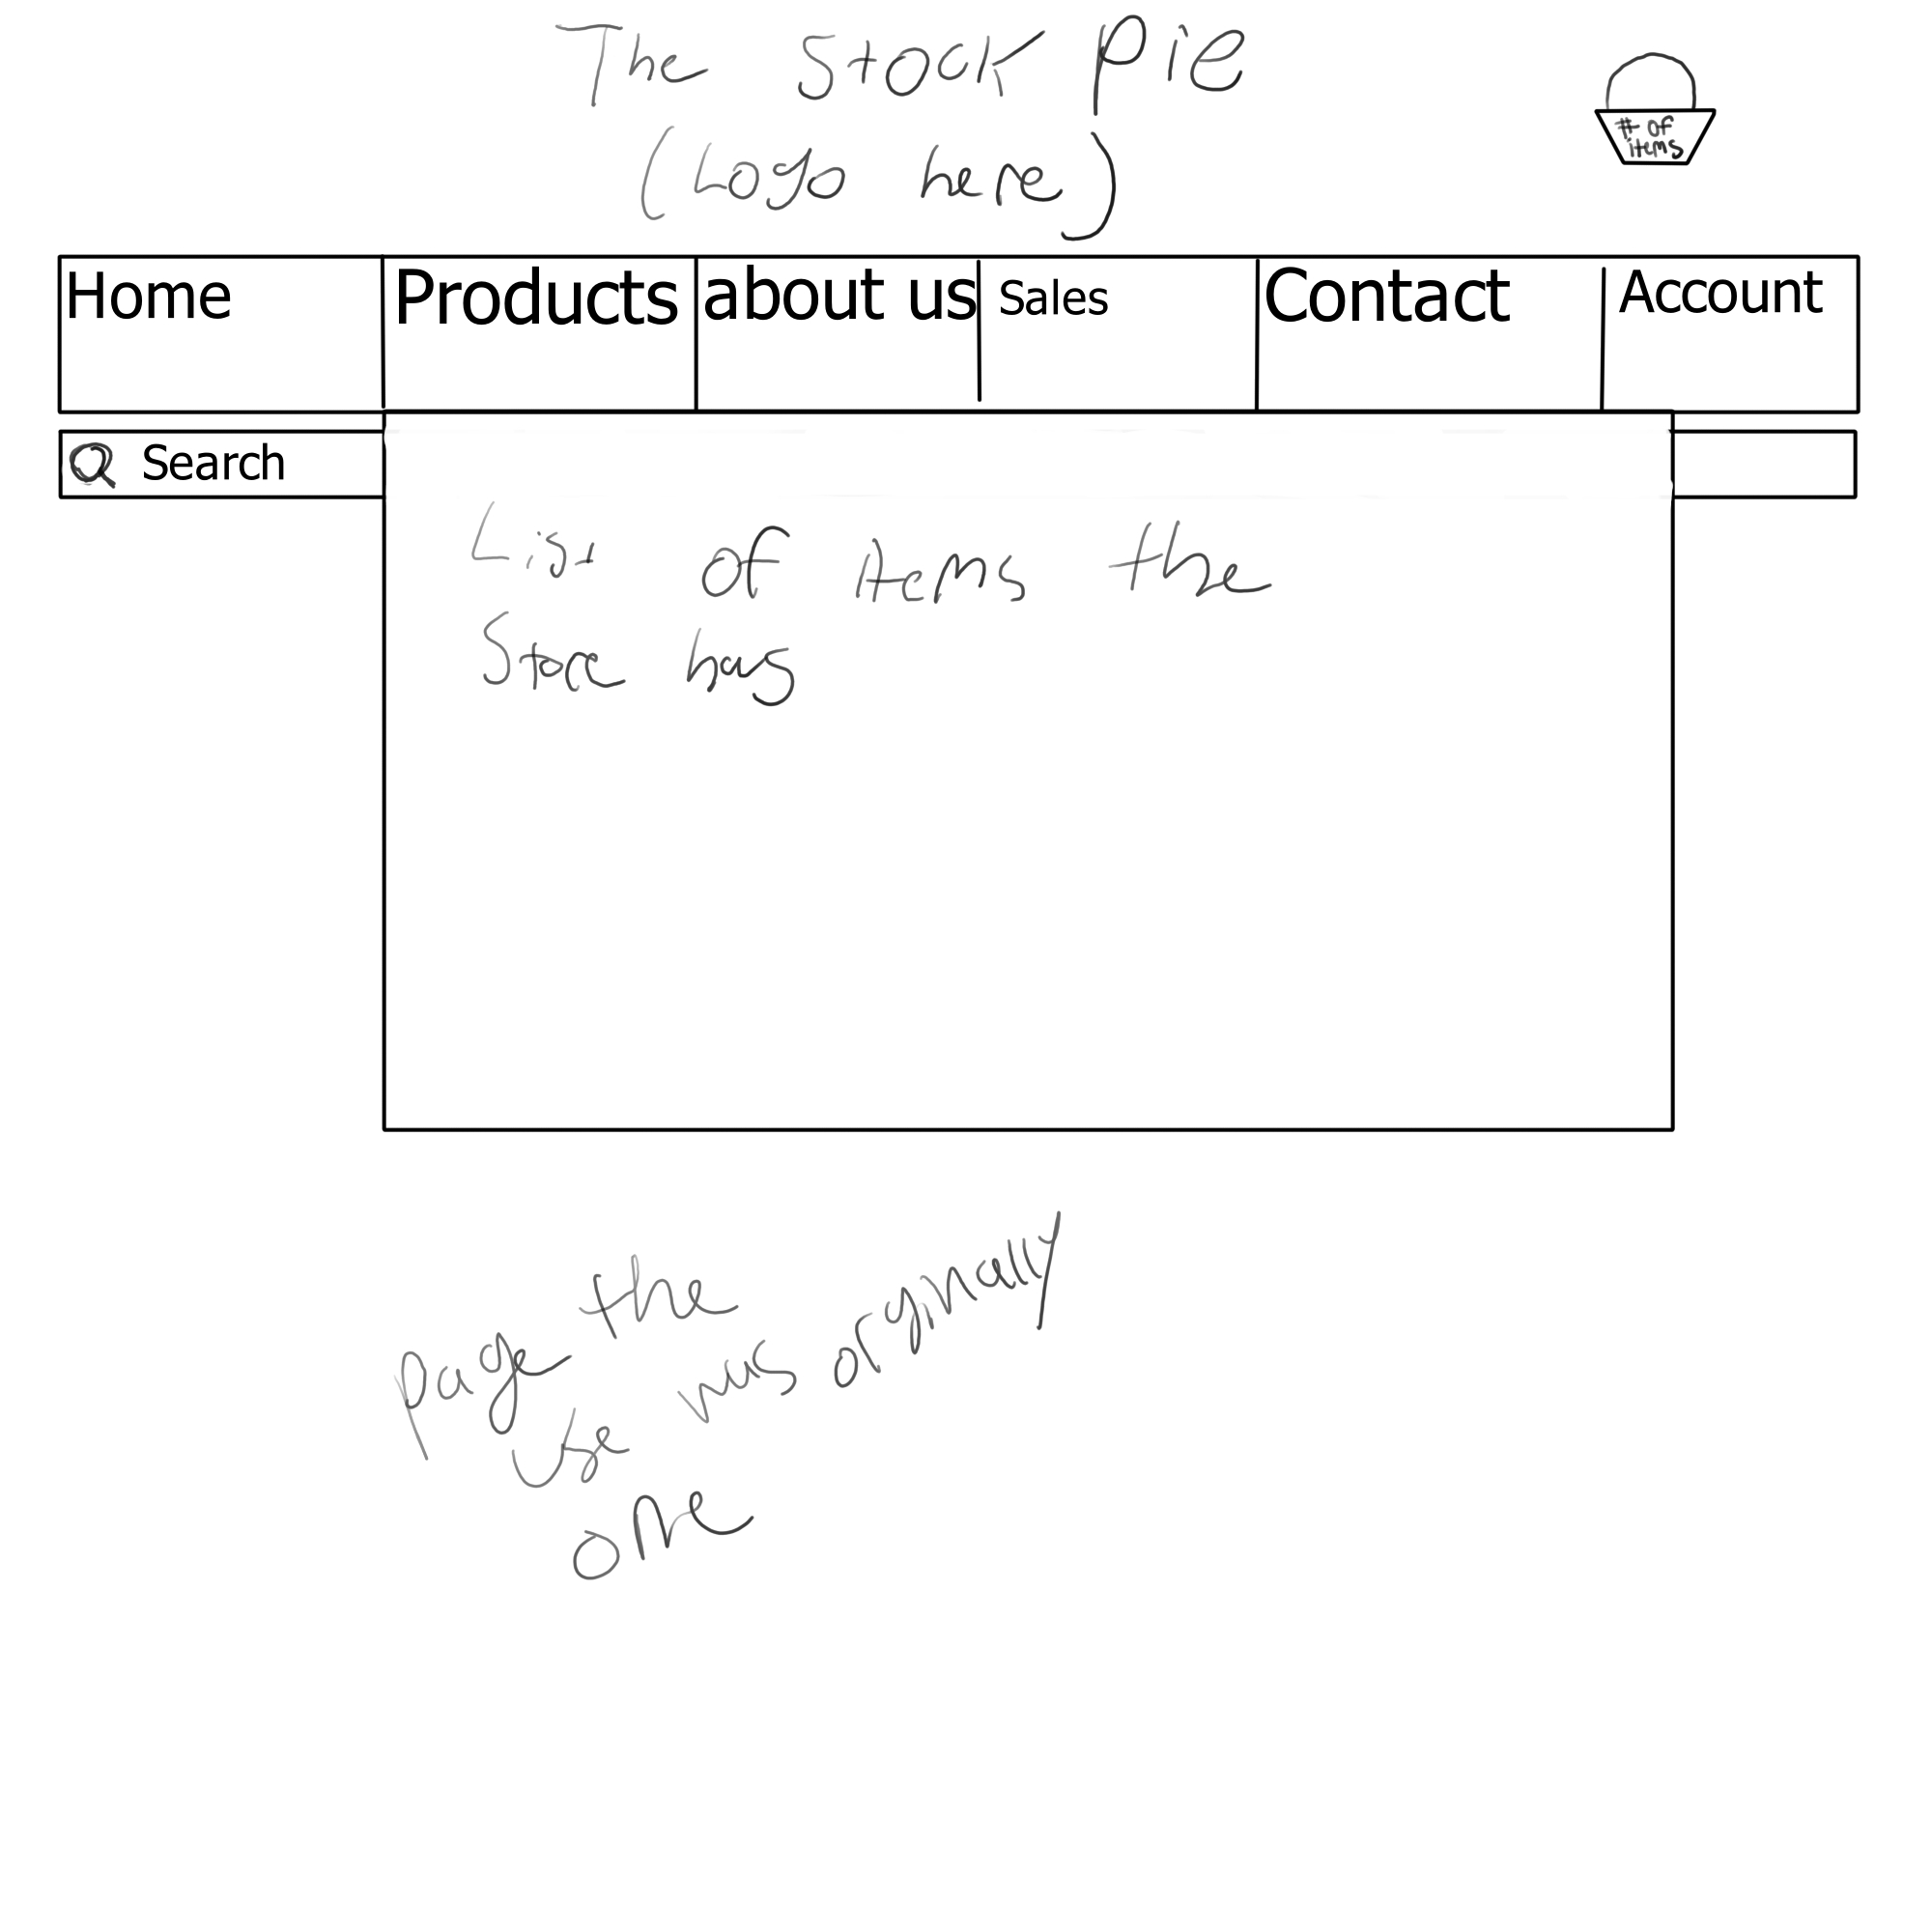 The Stock Pie
(Logo here)
# of
items
Home
Products
about us
Sales
Contact
Account
Search
List of items the
Store has
page the
Use was orginally
one